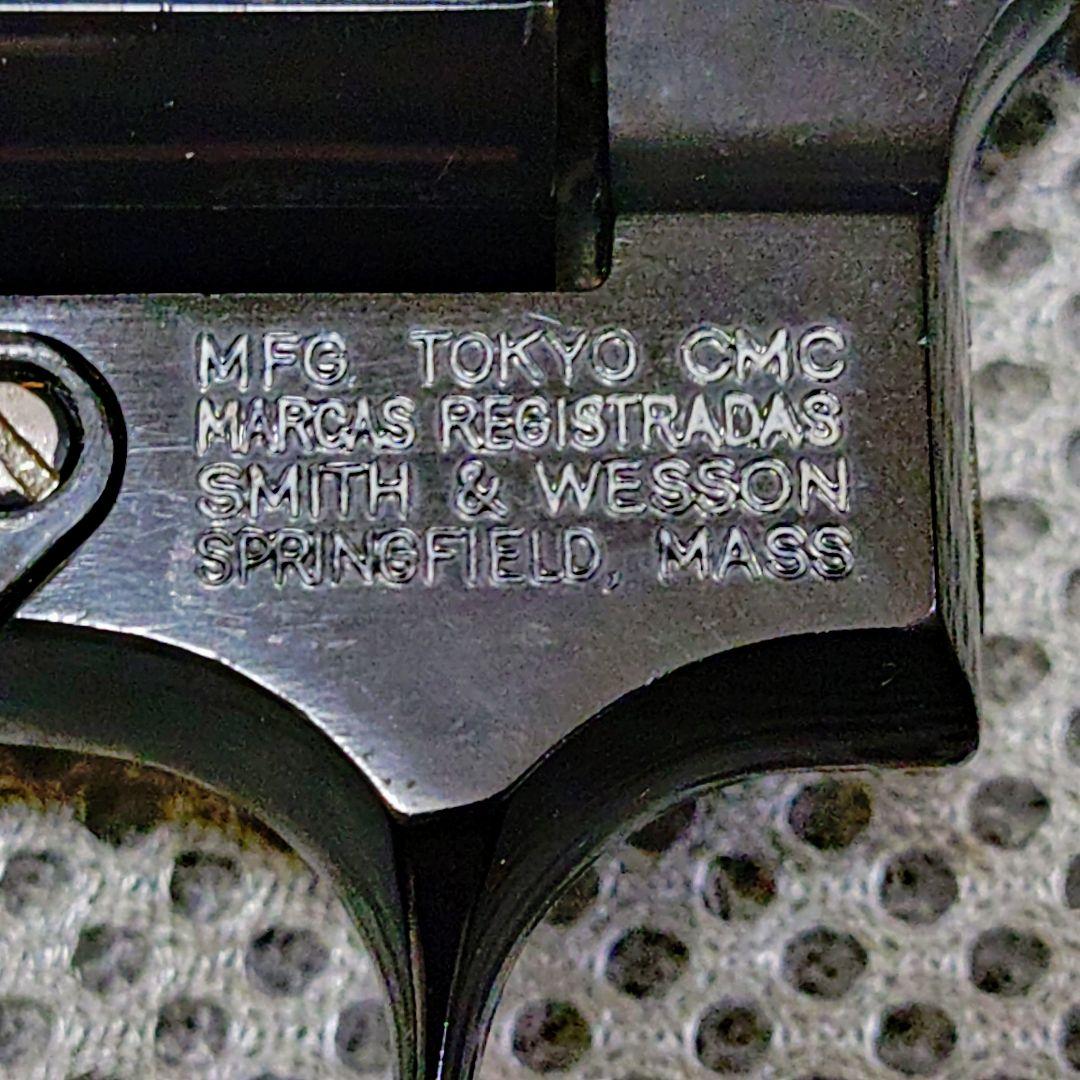 MFG. TOKYO CMC
MARCAS REGISTRADAS
SMITH & WESSON
SPRINGFIELD, MASS.